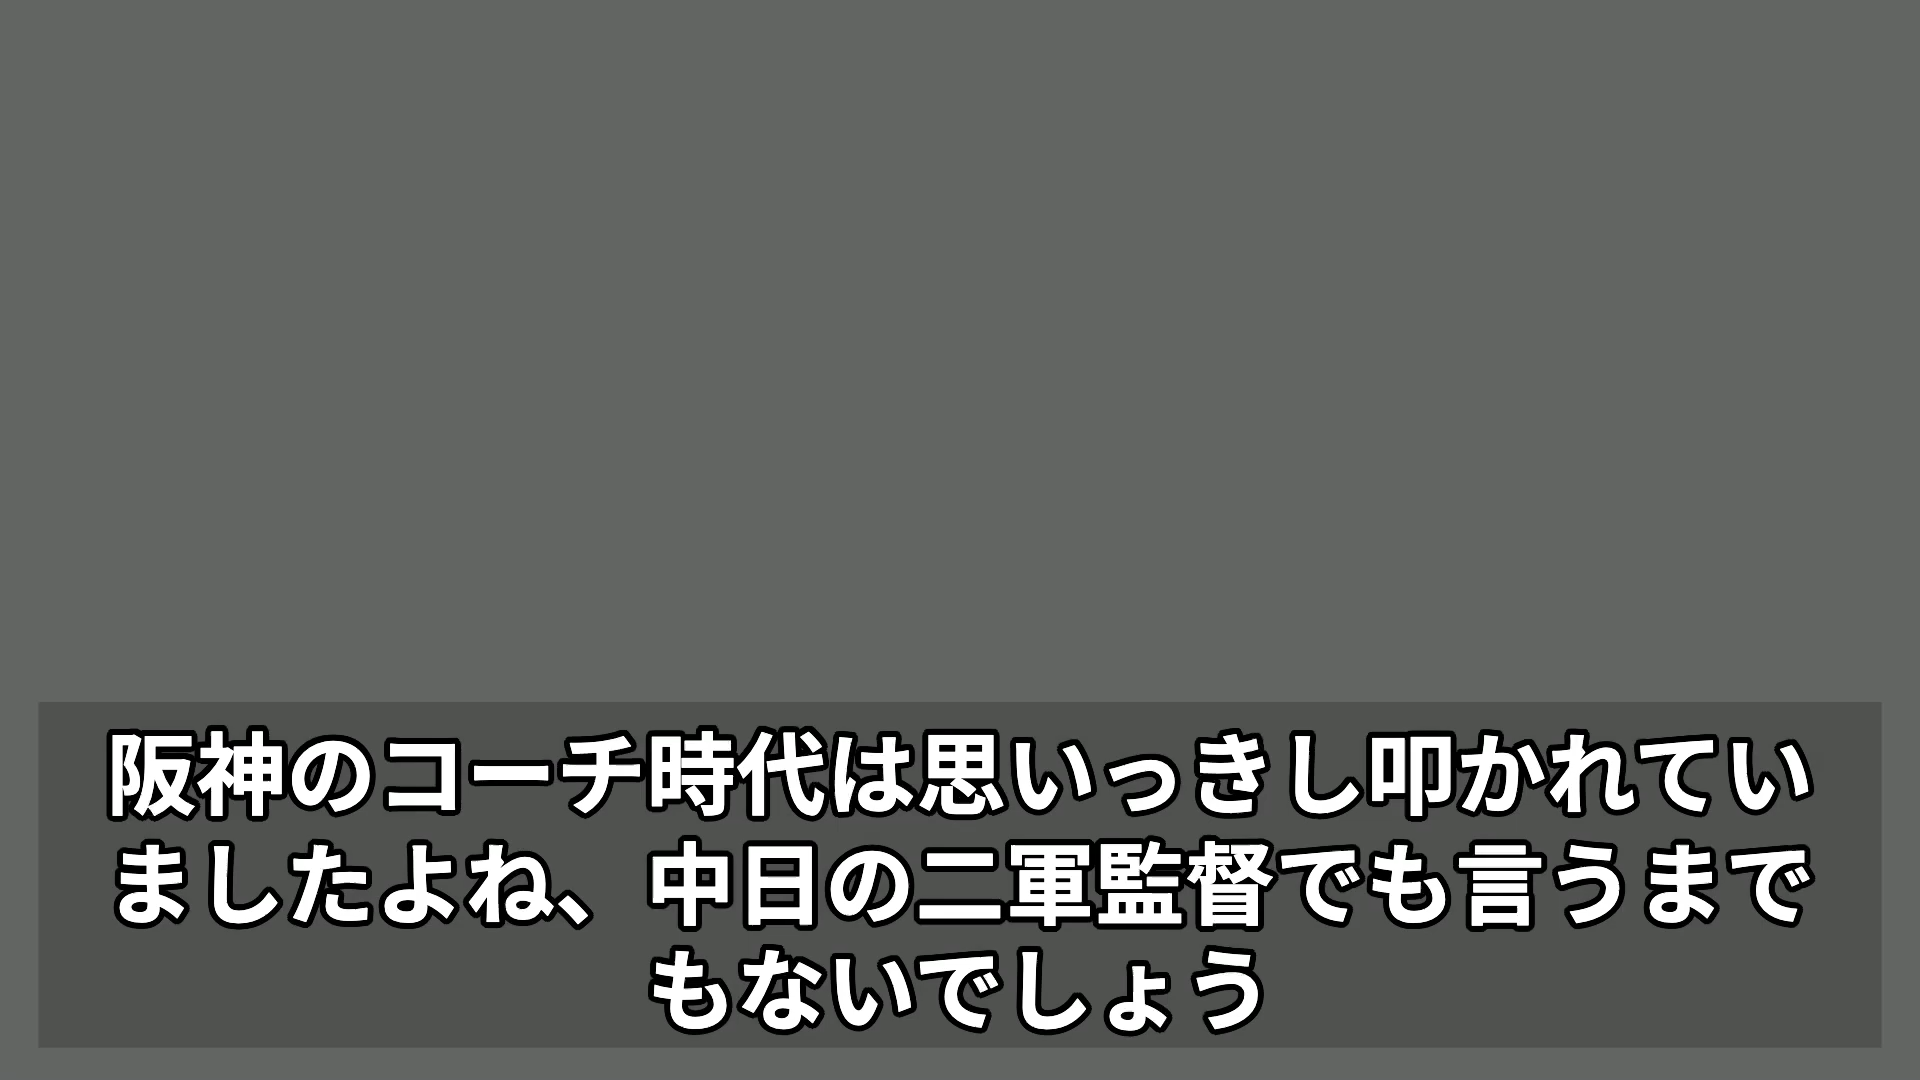 阪神のコーチ時代は思いっきし叩かれてい
ましたよね、中日の二軍監督でも言うまで
もないでしょう